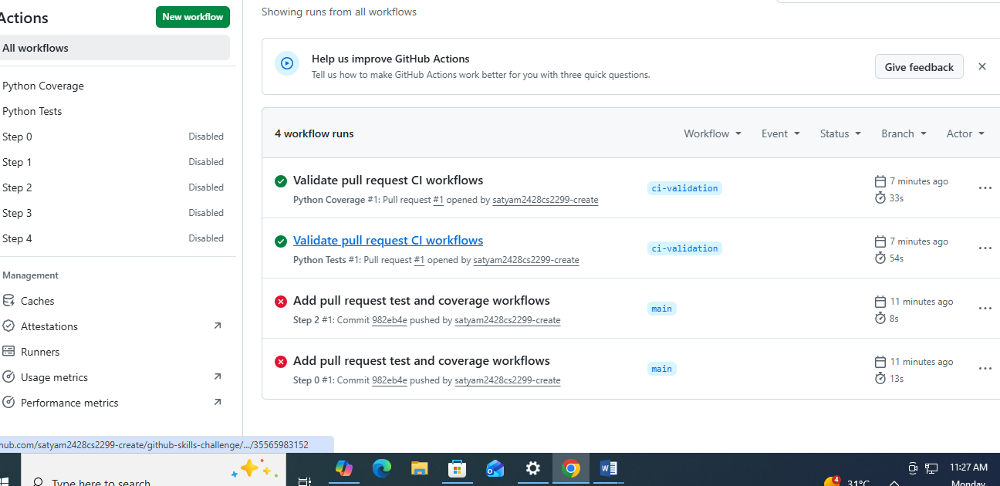 Actions
New workflow
All workflows
Python Coverage
Python Tests
Step 0 Disabled
Step 1 Disabled
Step 2 Disabled
Step 3 Disabled
Step 4 Disabled
Management
Caches
Attestations
Runners
Usage metrics
Performance metrics
Showing runs from all workflows
Help us improve GitHub Actions
Tell us how to make GitHub Actions work better for you with three quick questions.
Give feedback
4 workflow runs
Workflow Event Status Branch Actor
Validate pull request CI workflows
Python Coverage #1: Pull request #1 opened by satyam2428cs2299-create
ci-validation
7 minutes ago
33s
Validate pull request CI workflows
Python Tests #1: Pull request #1 opened by satyam2428cs2299-create
ci-validation
7 minutes ago
54s
Add pull request test and coverage workflows
Step 2 #1: Commit 982eb4e pushed by satyam2428cs2299-create
main
11 minutes ago
8s
Add pull request test and coverage workflows
Step 0 #1: Commit 982eb4e pushed by satyam2428cs2299-create
main
11 minutes ago
13s
hub.com/satyam2428cs2299-create/github-skills-challenge/.../35565983152
Type here to search
4
31°C
11:27 AM
Monday